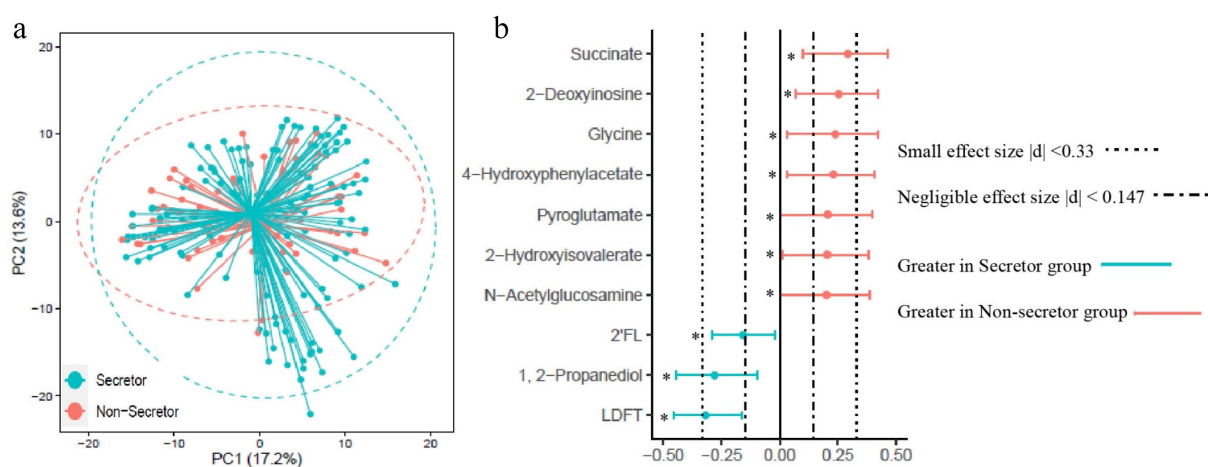 a
20
10
0
−10
−20
PC2 (13.6%)
Secretor
Non−Secretor
−20
−10
0
10
20
PC1 (17.2%)
b
Succinate
*
2−Deoxyinosine
*
Glycine
*
4−Hydroxyphenylacetate
*
Pyroglutamate
*
2−Hydroxyisovalerate
*
N−Acetylglucosamine
*
2'FL
*
1, 2−Propanediol
*
LDFT
*
−0.50
−0.25
0.00
0.25
0.50
Small effect size |d| <0.33
Negligible effect size |d| < 0.147
Greater in Secretor group
Greater in Non-secretor group